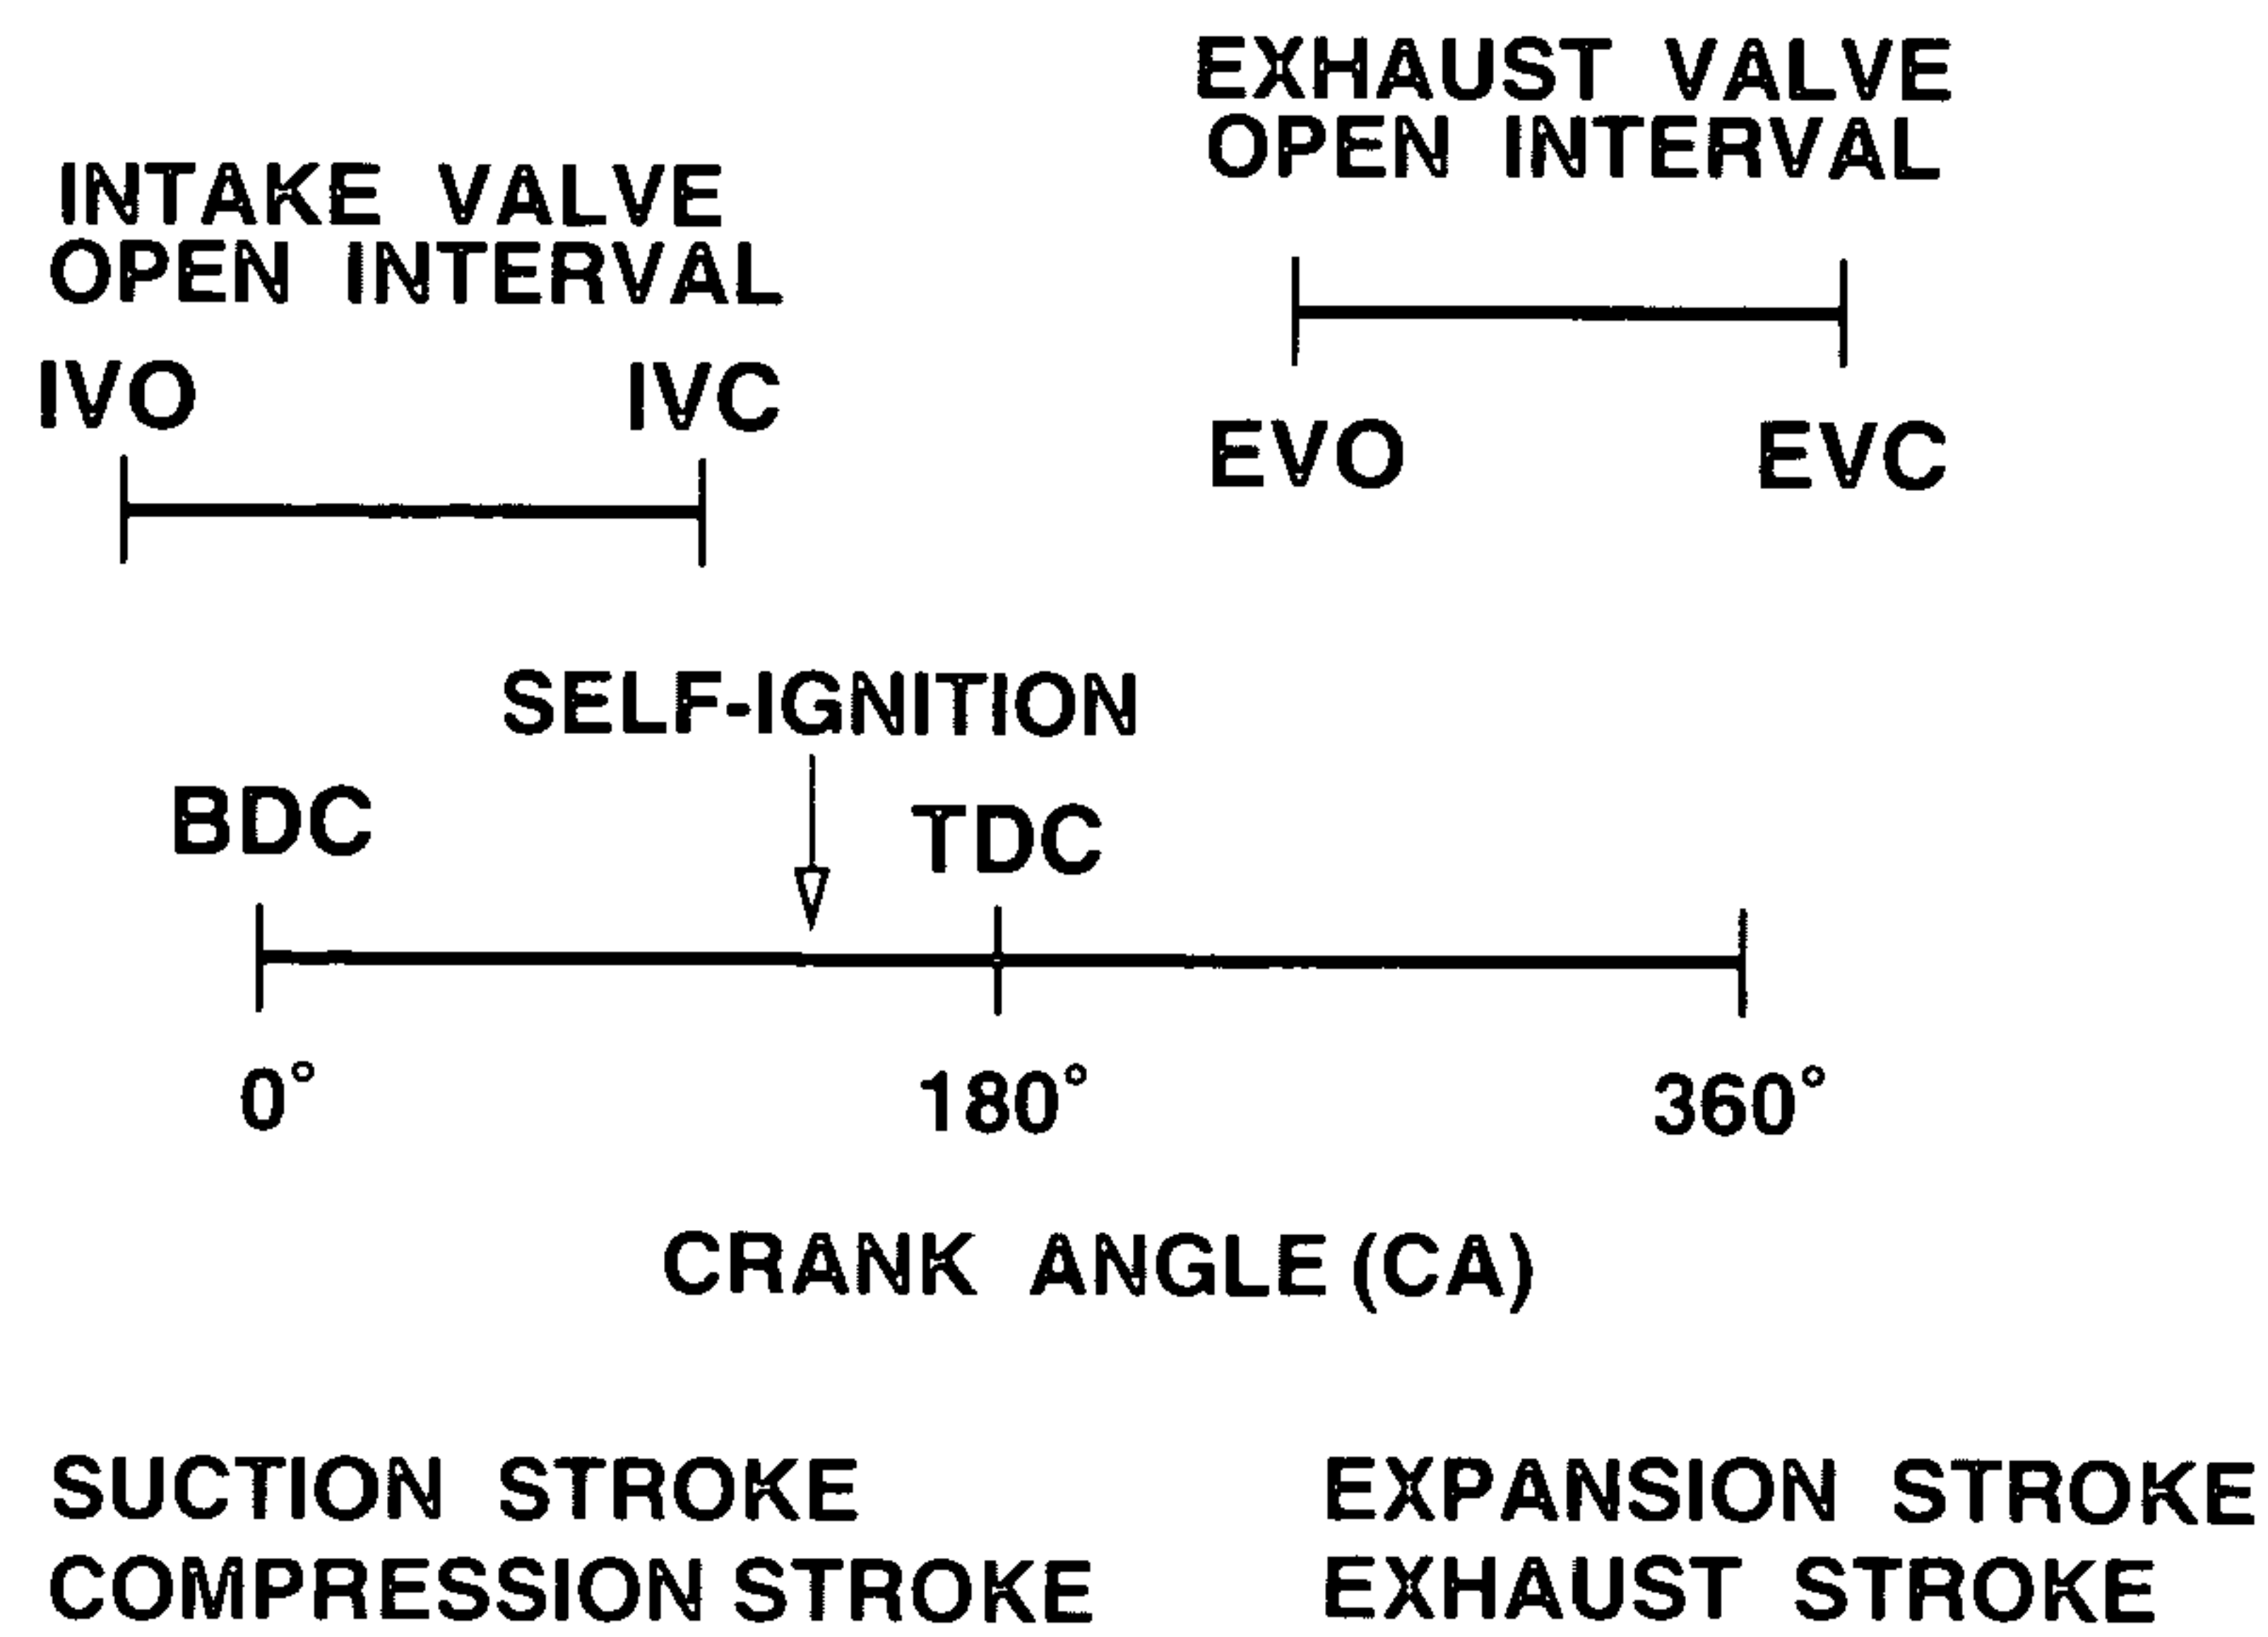 EXHAUST VALVE
OPEN INTERVAL
INTAKE VALVE
OPEN INTERVAL
IVO IVC
EVO EVC
SELF-IGNITION
BDC TDC
0° 180° 360°
CRANK ANGLE (CA)
SUCTION STROKE EXPANSION STROKE
COMPRESSION STROKE EXHAUST STROKE